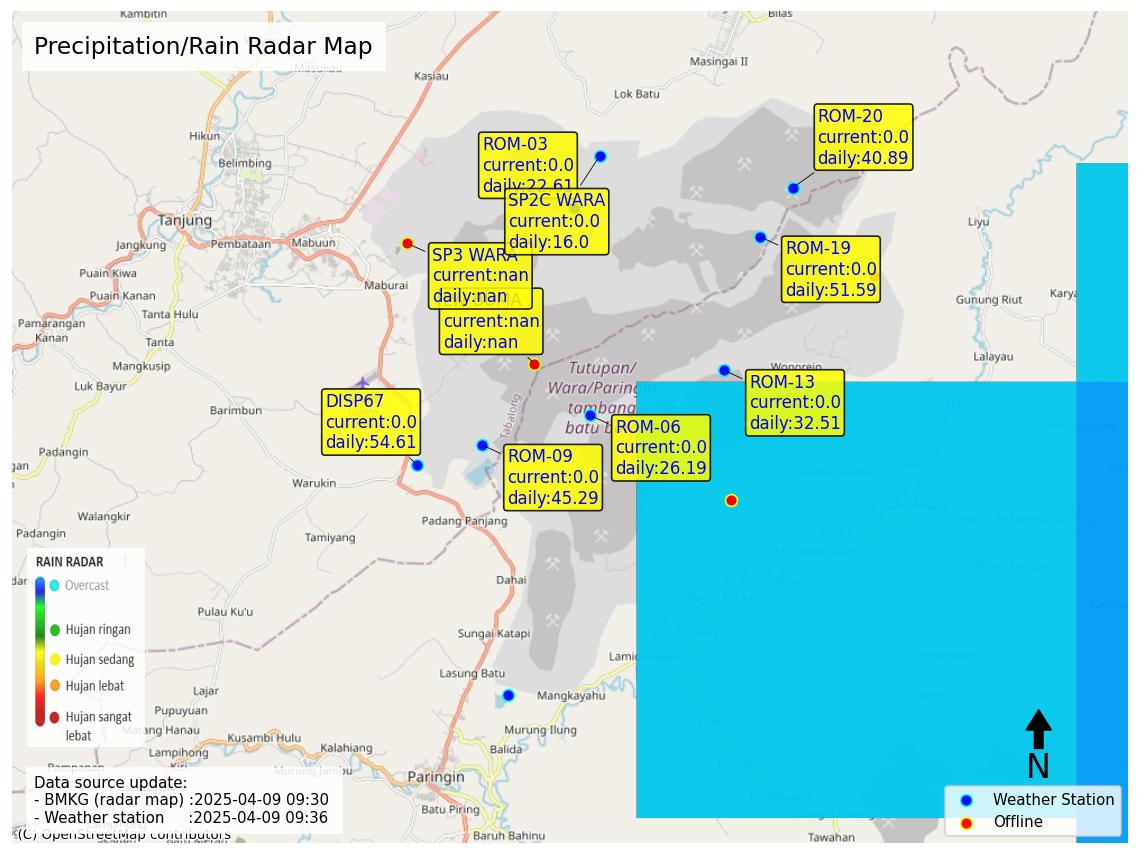 Precipitation/Rain Radar Map
Kambitin
Bilas
Masingai II
Kasiau
Lok Batu
Hikun
Belimbing
ROM-20
current:0.0
daily:40.89
ROM-03
current:0.0
daily:22.61
SP2C WARA
current:0.0
daily:16.0
Tanjung
Jangkung
Pembataan
Mabuun
Liyu
SP3 WARA
current:nan
daily:nan
ROM-19
current:0.0
daily:51.59
Puain Kiwa
Maburai
Puain Kanan
Gunung Riut
Karya
Tanta Hulu
current:nan
daily:nan
Pamarangan
Kanan
Tanta
Lalayau
Mangkusip
Tutupan/
Wara/Paringin
tambang
batu b
Wonorejo
Luk Bayur
ROM-13
current:0.0
daily:32.51
DISP67
current:0.0
daily:54.61
Barimbun
Tabalong
ROM-06
current:0.0
daily:26.19
Padangin
ROM-09
current:0.0
daily:45.29
gan
Warukin
Walangkir
Padang Panjang
Padangin
Tamiyang
RAIN RADAR
Overcast
Hujan ringan
Hujan sedang
Hujan lebat
Hujan sangat
lebat
Dahai
Pulau Ku'u
Sungai Katapi
Lasung Batu
Lajar
Mangkayahu
Pupuyuan
Matang Hanau
Murung Ilung
Kusambi Hulu
Lampihong
Kalahiang
Balida
Murung Jambu
Paringin
N
Data source update:
- BMKG (radar map) :2025-04-09 09:30
- Weather station :2025-04-09 09:36
(C) OpenStreetMap contributors
Batu Piring
Baruh Bahinu
Tawahan
Weather Station
Offline